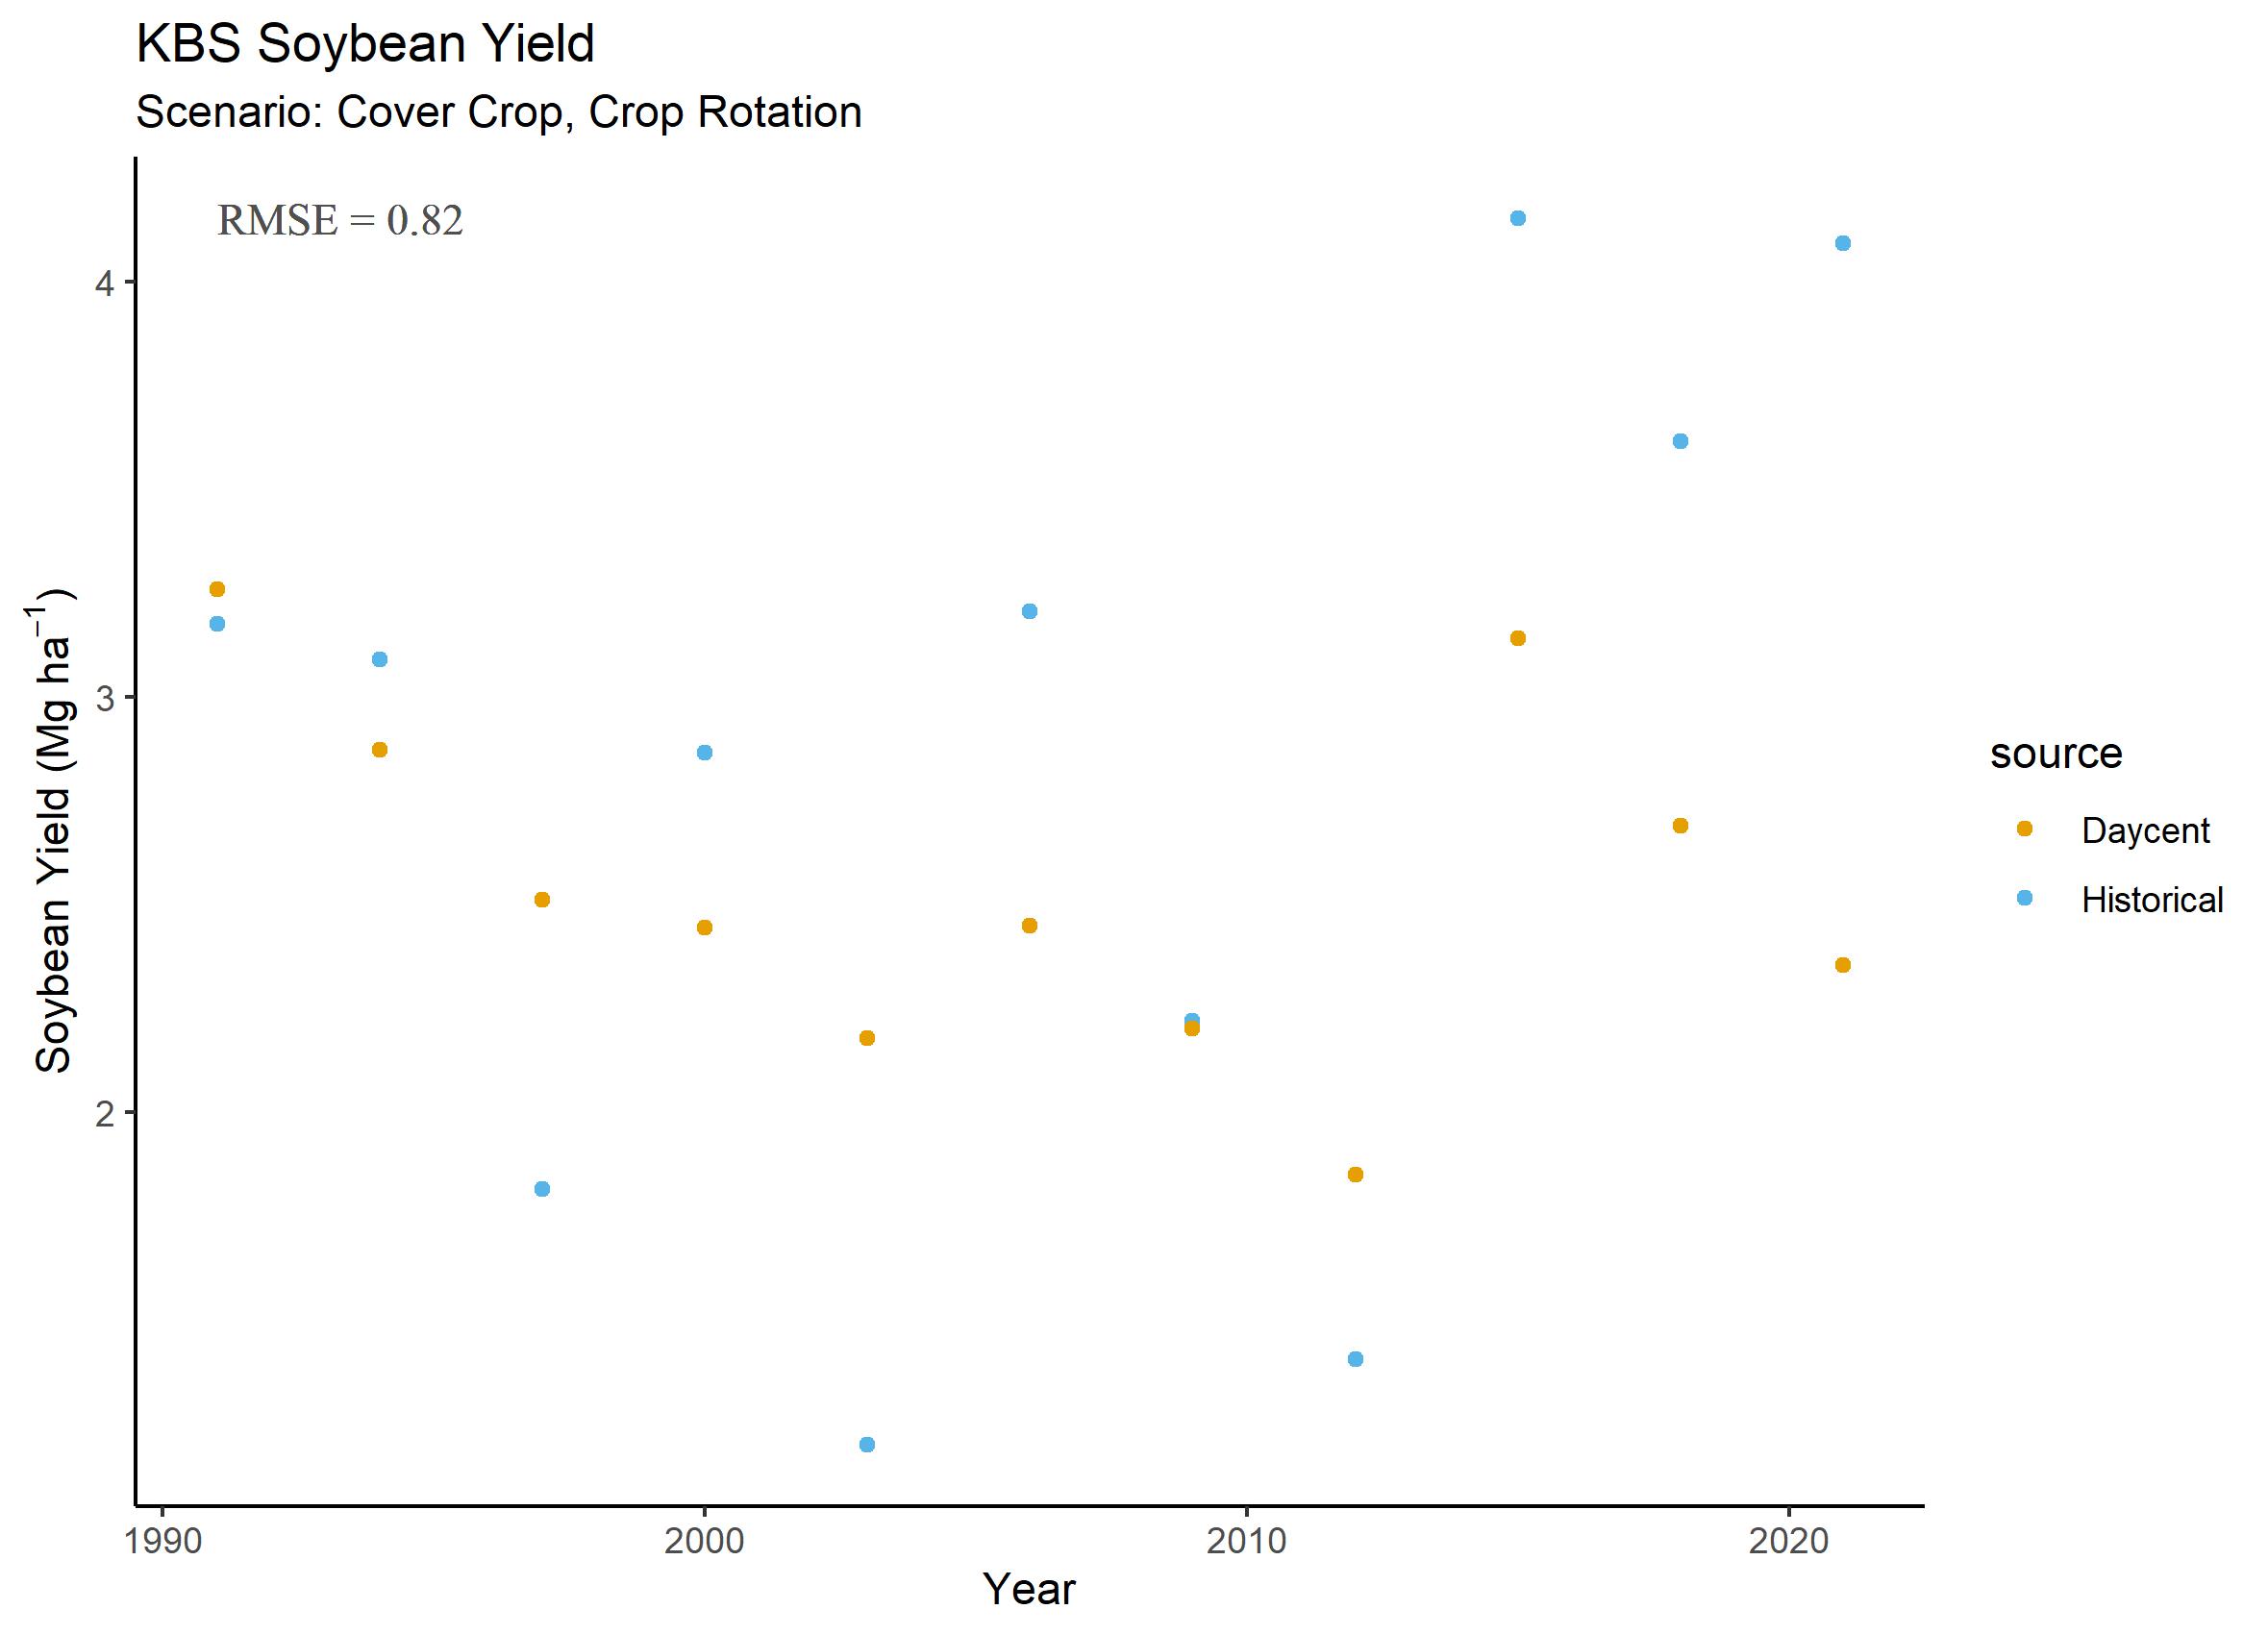 KBS Soybean Yield
Scenario: Cover Crop, Crop Rotation
RMSE = 0.82
4
3
2
Soybean Yield (Mg ha⁻¹)
1990
2000
2010
2020
Year
source
Daycent
Historical